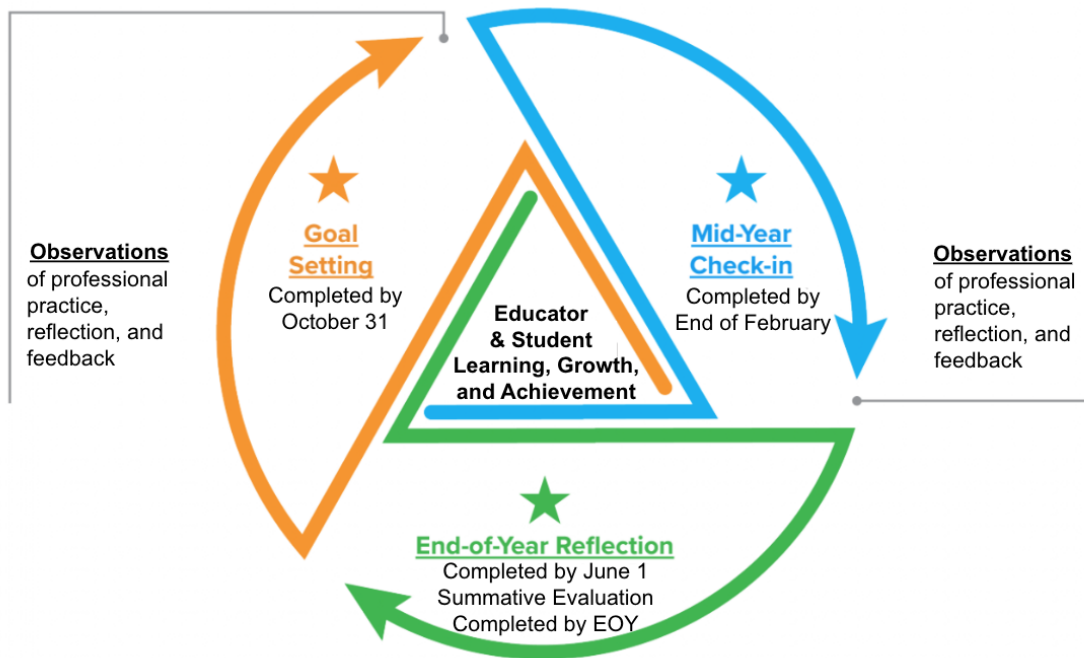 Observations
of professional
practice,
reflection, and
feedback
Goal
Setting
Completed by
October 31
Mid-Year
Check-in
Completed by
End of February
Observations
of professional
practice,
reflection, and
feedback
Educator
& Student
Learning, Growth,
and Achievement
End-of-Year Reflection
Completed by June 1
Summative Evaluation
Completed by EOY